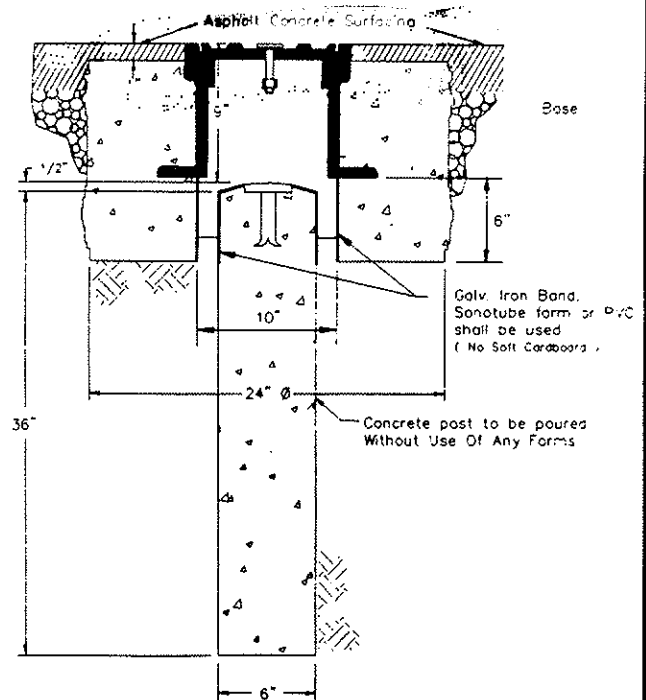 Asphalt Concrete Surfacing
9"
Base
1/2"
6"
Galv. Iron Band,
Sonotube form or PVC
shall be used
( No Soft Cardboard )
10"
24" Ø
36"
Concrete post to be poured
Without Use Of Any Forms
6"